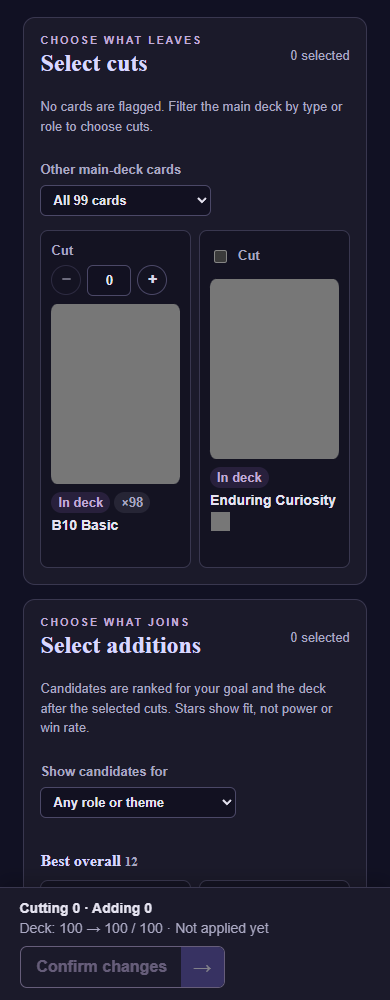 CHOOSE WHAT LEAVES
Select cuts
0 selected
No cards are flagged. Filter the main deck by type or
role to choose cuts.
Other main-deck cards
All 99 cards
Cut
− 0 +
In deck ×98
B10 Basic
Cut
In deck
Enduring Curiosity
CHOOSE WHAT JOINS
Select additions
0 selected
Candidates are ranked for your goal and the deck
after the selected cuts. Stars show fit, not power or
win rate.
Show candidates for
Any role or theme
Best overall 12
Cutting 0 · Adding 0
Deck: 100 → 100 / 100 · Not applied yet
Confirm changes →